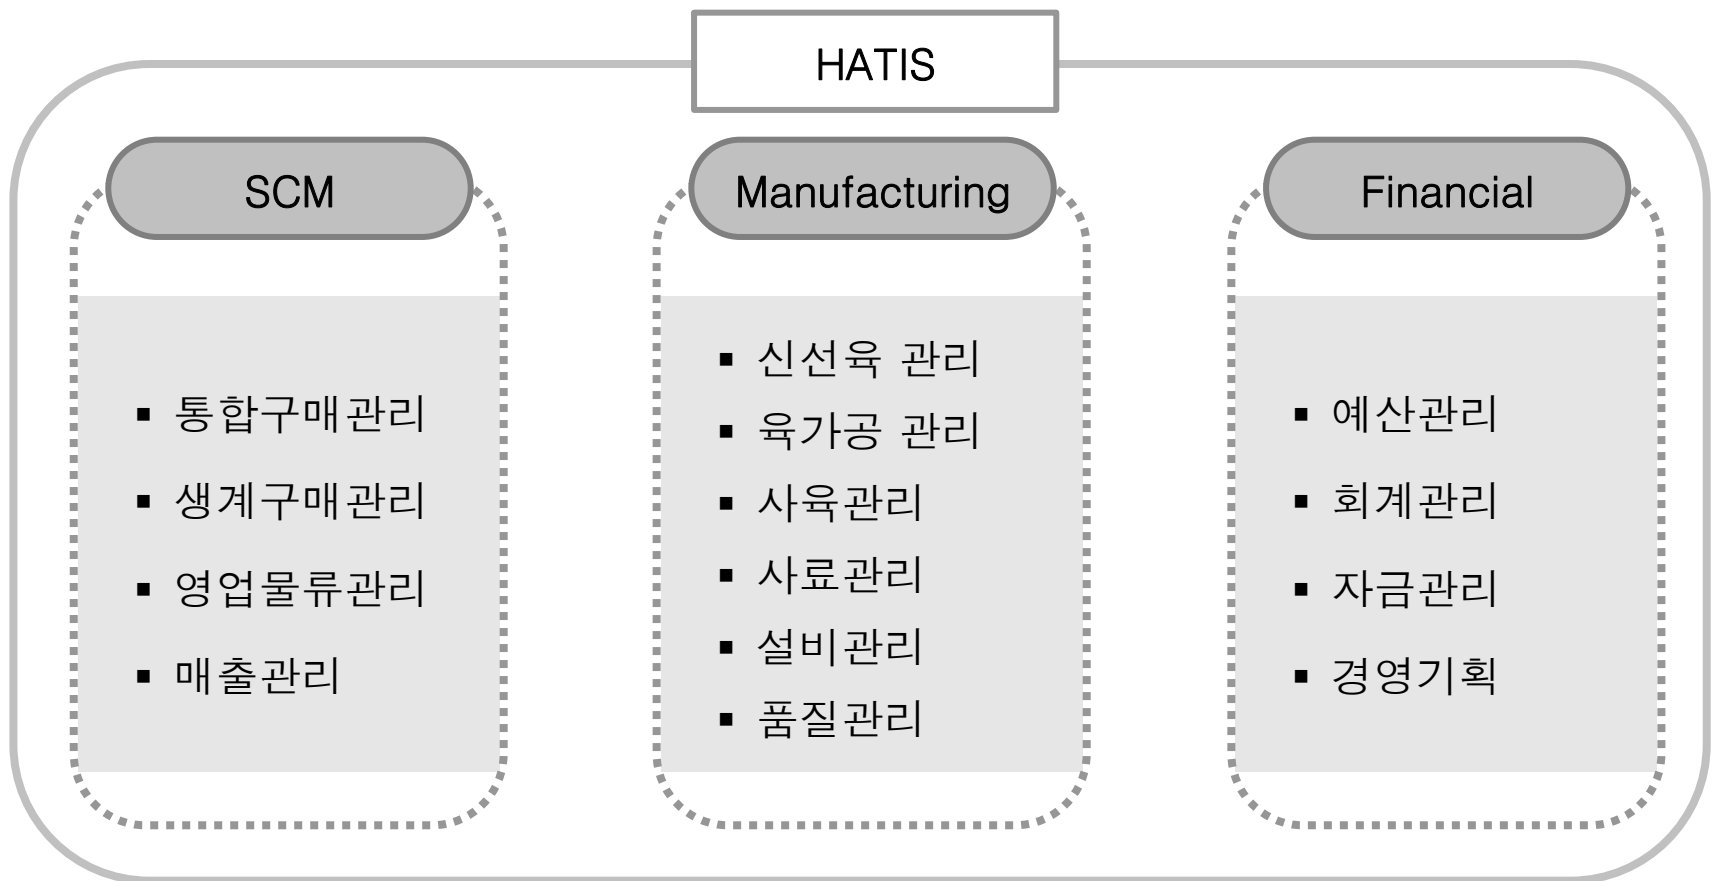 HATIS
SCM
▪ 통합구매관리
▪ 생계구매관리
▪ 영업물류관리
▪ 매출관리
Manufacturing
▪ 신선육 관리
▪ 육가공 관리
▪ 사육관리
▪ 사료관리
▪ 설비관리
▪ 품질관리
Financial
▪ 예산관리
▪ 회계관리
▪ 자금관리
▪ 경영기획